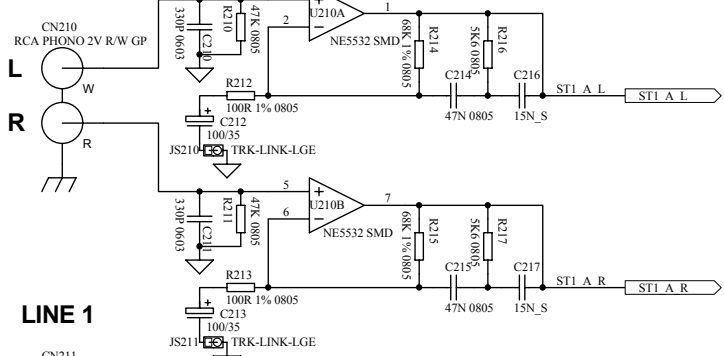 CN210
RCA PHONO 2V R/W GP
L
W
R
R
330P 0603
C210
R210
47K 0805
2
U210A
1
NE5532 SMD
68K 1% 0805
R214
5K6 0805
R216
R212
100R 1% 0805
C214
47N 0805
C216
15N_S
ST1_A_L
ST1_A_L
+
C212
100/35
JS210
TRK-LINK-LGE
330P 0603
C211
R211
47K 0805
5
6
+
U210B
7
NE5532 SMD
68K 1% 0805
R215
5K6 0805
R217
R213
100R 1% 0805
C215
47N 0805
C217
15N_S
ST1_A_R
ST1_A_R
+
C213
100/35
JS211
TRK-LINK-LGE
LINE 1
CN211